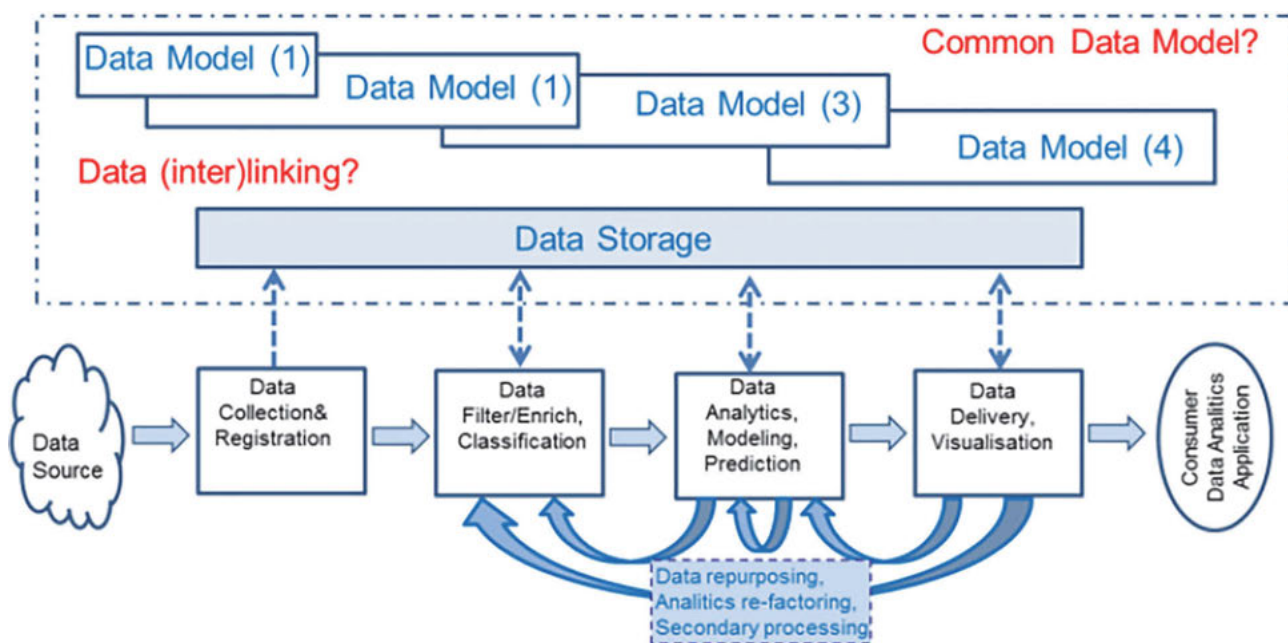 Common Data Model?
Data Model (1)
Data Model (1)
Data Model (3)
Data Model (4)
Data (inter)linking?
Data Storage
Data
Source
Data
Collection&
Registration
Data
Filter/Enrich,
Classification
Data
Analytics,
Modeling,
Prediction
Data
Delivery,
Visualisation
Consumer
Data Analitics
Application
Data repurposing,
Analitics re-factoring,
Secondary processing